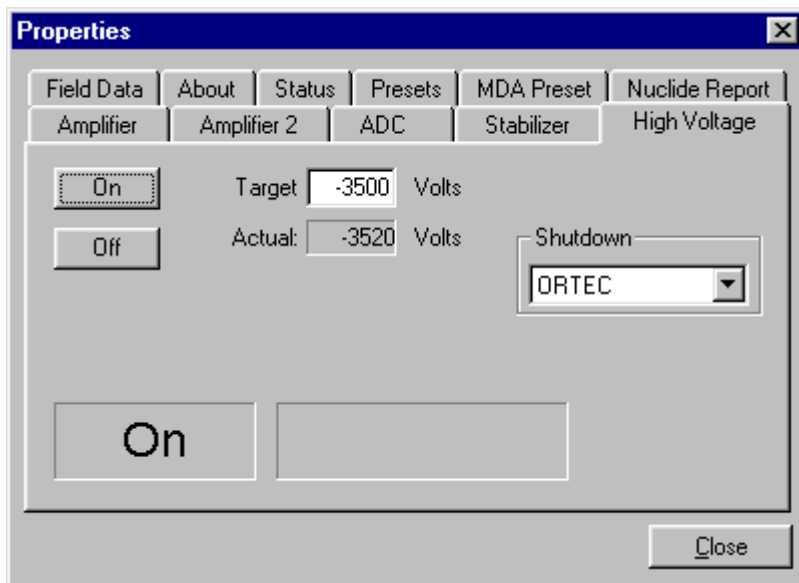 Properties
Field Data About Status Presets MDA Preset Nuclide Report
Amplifier Amplifier 2 ADC Stabilizer High Voltage
On Target -3500 Volts
Off Actual: -3520 Volts
Shutdown
ORTEC
On
Close